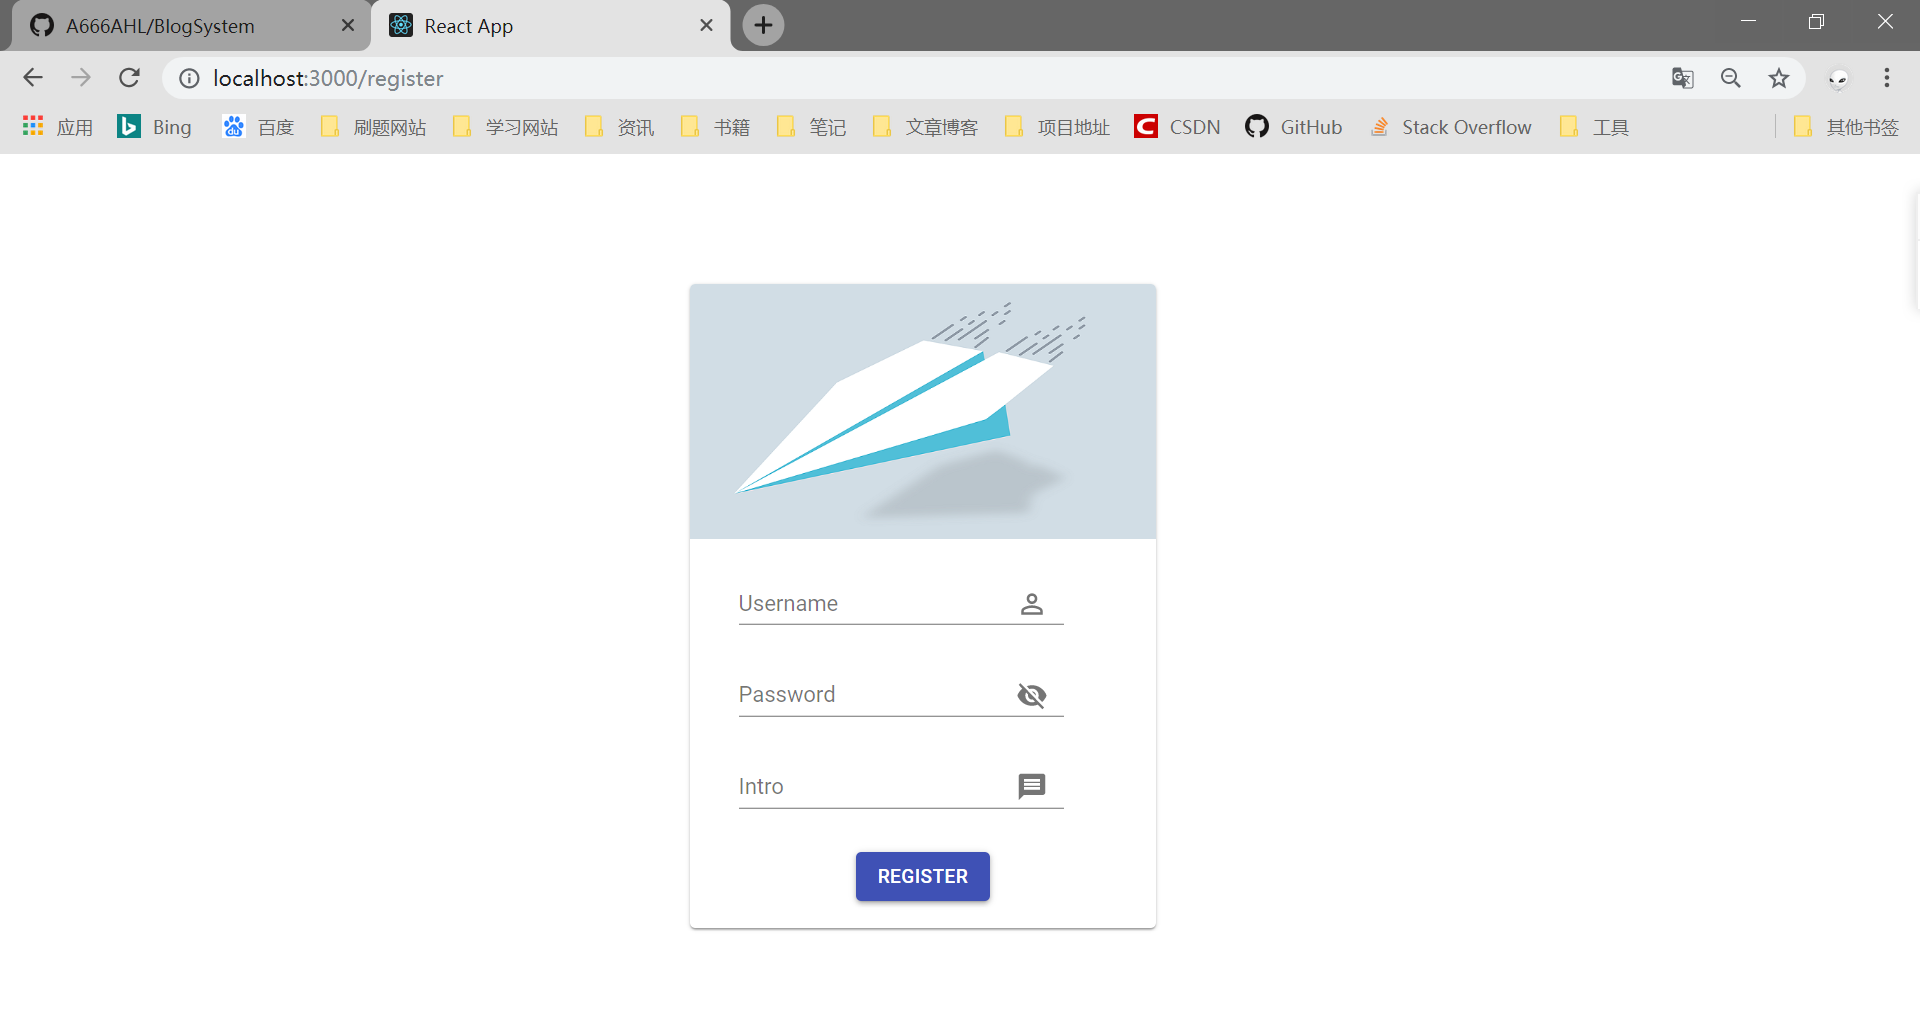 A666AHL/BlogSystem
React App
localhost:3000/register
应用 Bing 百度 刷题网站 学习网站 资讯 书籍 笔记 文章博客 项目地址 CSDN GitHub Stack Overflow 工具 其他书签
Username
Password
Intro
REGISTER